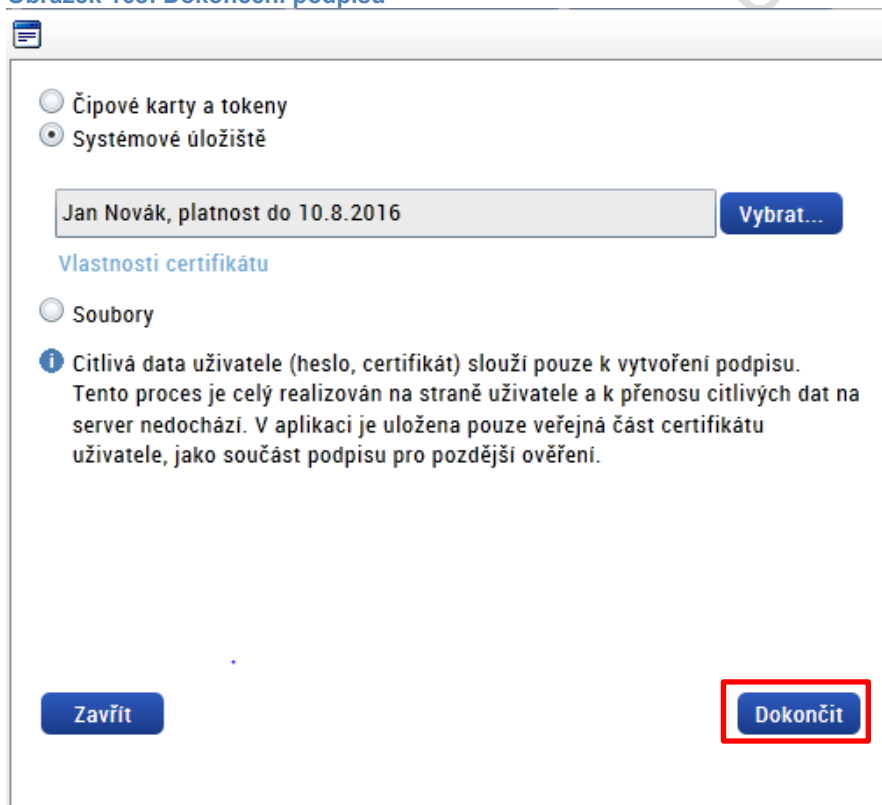 Čipové karty a tokeny
Systémové úložiště
Jan Novák, platnost do 10.8.2016
Vybrat...
Vlastnosti certifikátu
Soubory
Citlivá data uživatele (heslo, certifikát) slouží pouze k vytvoření podpisu.
Tento proces je celý realizován na straně uživatele a k přenosu citlivých dat na
server nedochází. V aplikaci je uložena pouze veřejná část certifikátu
uživatele, jako součást podpisu pro pozdější ověření.
Zavřít
Dokončit